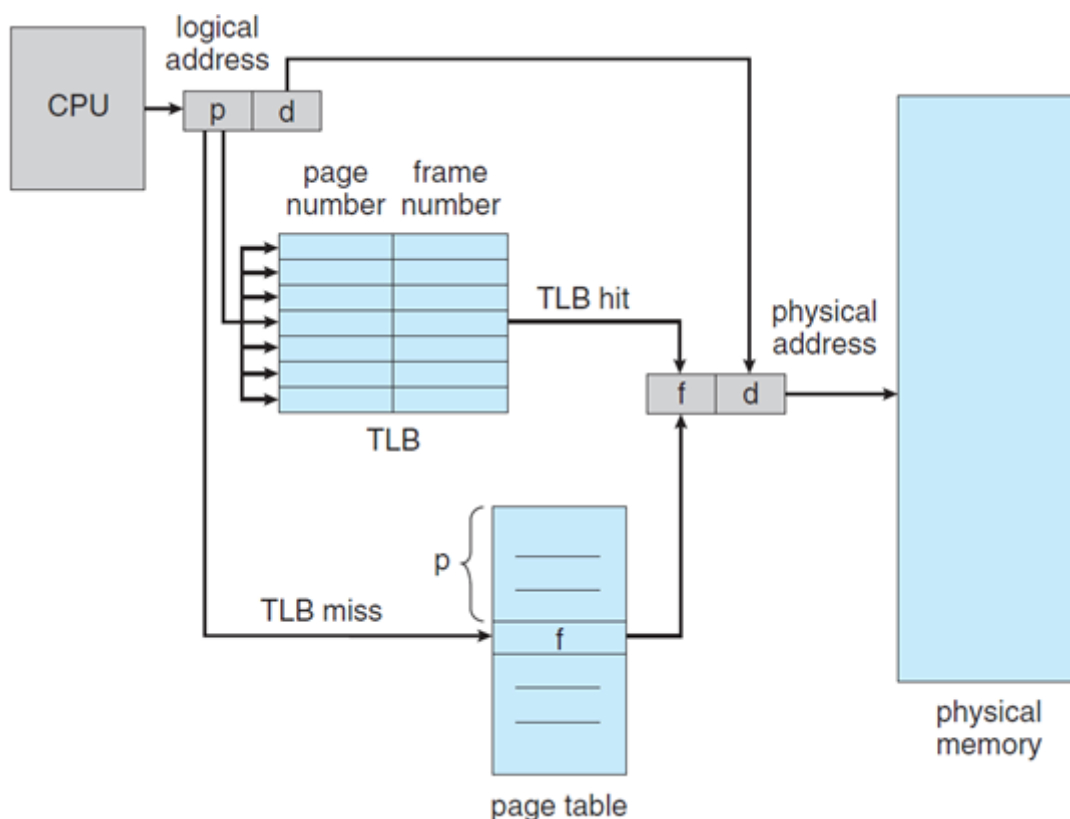 logical
address
CPU
p
d
page
number
frame
number
TLB hit
TLB
physical
address
f
d
p
TLB miss
f
page table
physical
memory